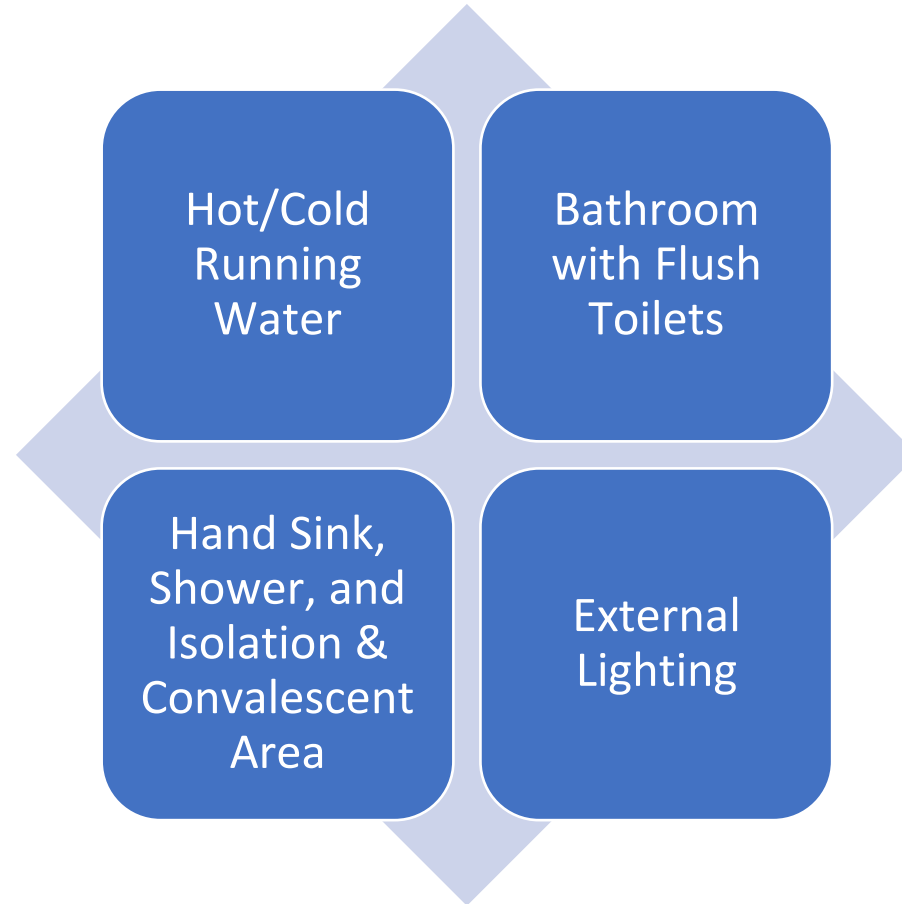 Hot/Cold
Running
Water
Bathroom
with Flush
Toilets
Hand Sink,
Shower, and
Isolation &
Convalescent
Area
External
Lighting